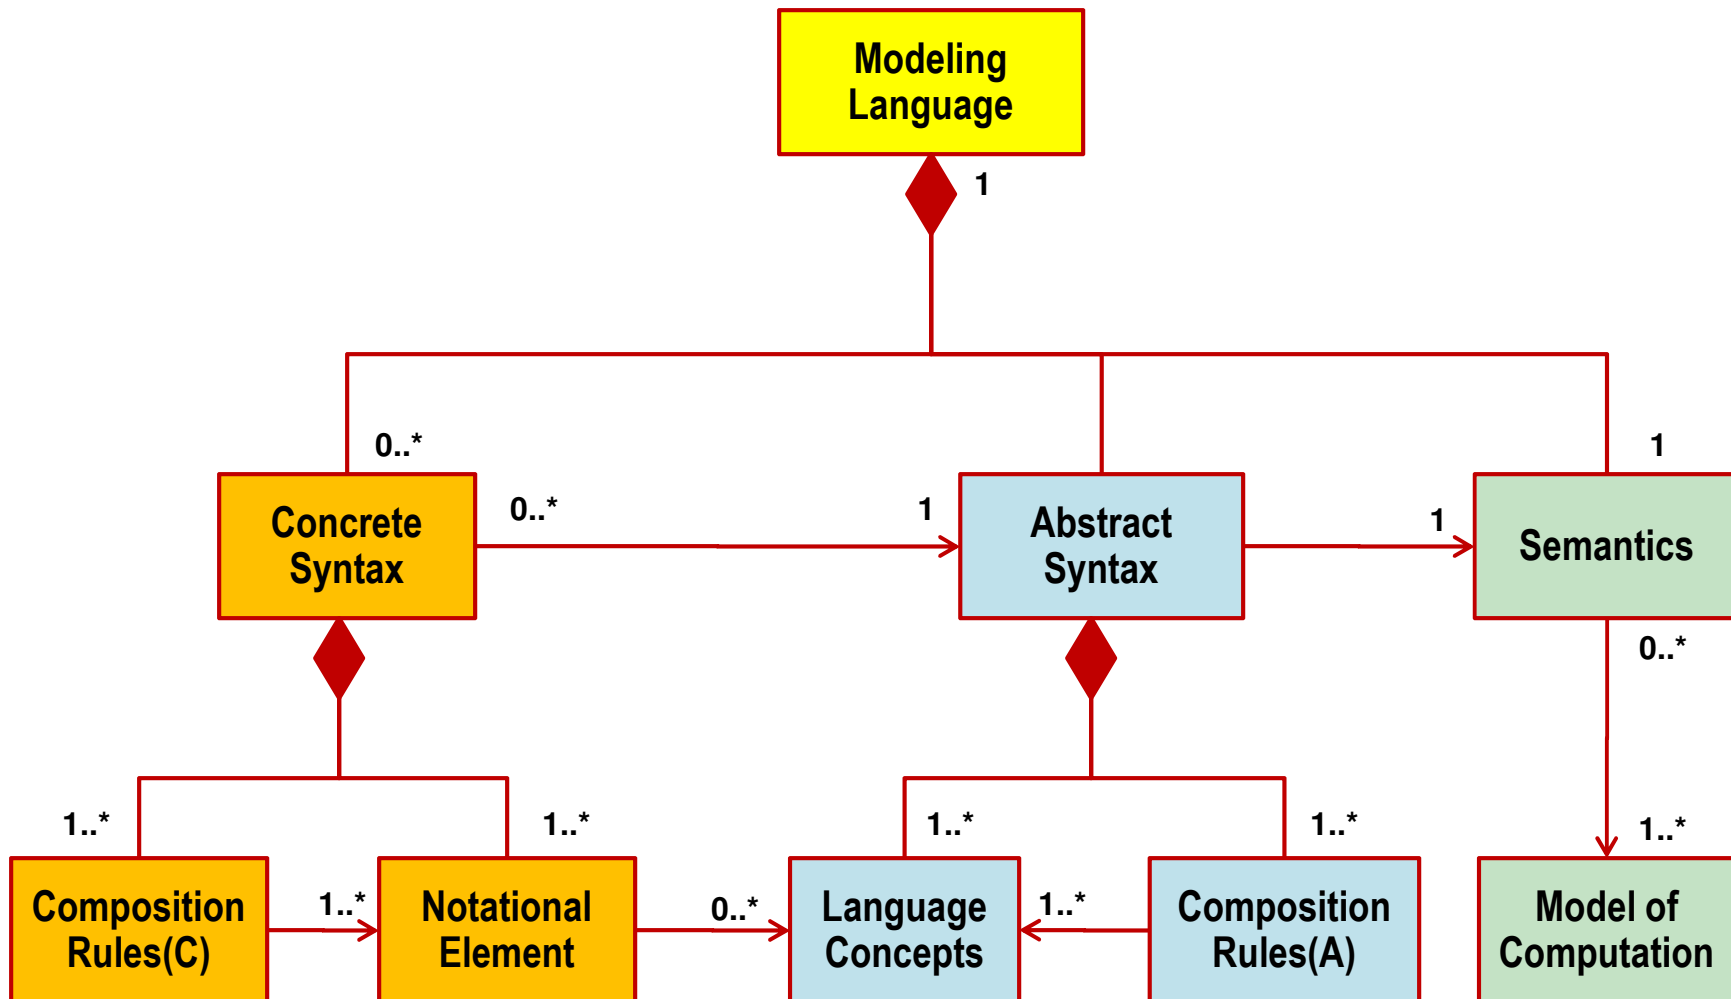 Modeling
Language
1
0..*
1
Concrete
Syntax
0..*
1
Abstract
Syntax
1
Semantics
0..*
1..*
1..*
1..*
1..*
1..*
Composition
Rules(C)
1..*
Notational
Element
0..*
Language
Concepts
1..*
Composition
Rules(A)
Model of
Computation